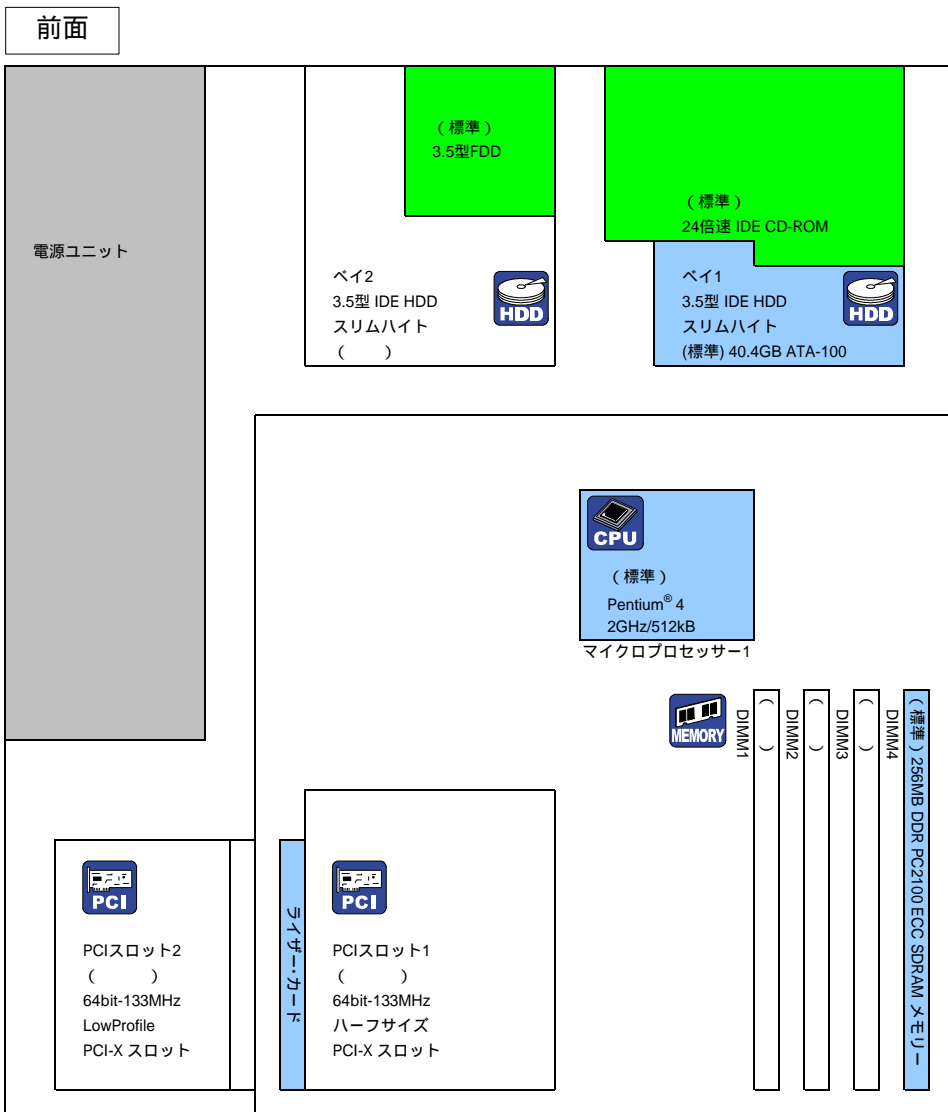 前面
(標準)
3.5型FDD
(標準)
24倍速 IDE CD-ROM
電源ユニット
ベイ2
3.5型 IDE HDD
スリムハイト
(　　)
HDD
ベイ1
3.5型 IDE HDD
スリムハイト
(標準) 40.4GB ATA-100
HDD
CPU
(標準)
Pentium® 4
2GHz/512kB
マイクロプロセッサー1
MEMORY
DIMM1
(　　)
DIMM2
(　　)
DIMM3
(　　)
DIMM4
(標準) 256MB DDR PC2100 ECC SDRAM メモリー
PCI
PCIスロット2
(　　　)
64bit-133MHz
LowProfile
PCI-X スロット
ライザー・カード
PCI
PCIスロット1
(　　　)
64bit-133MHz
ハーフサイズ
PCI-X スロット